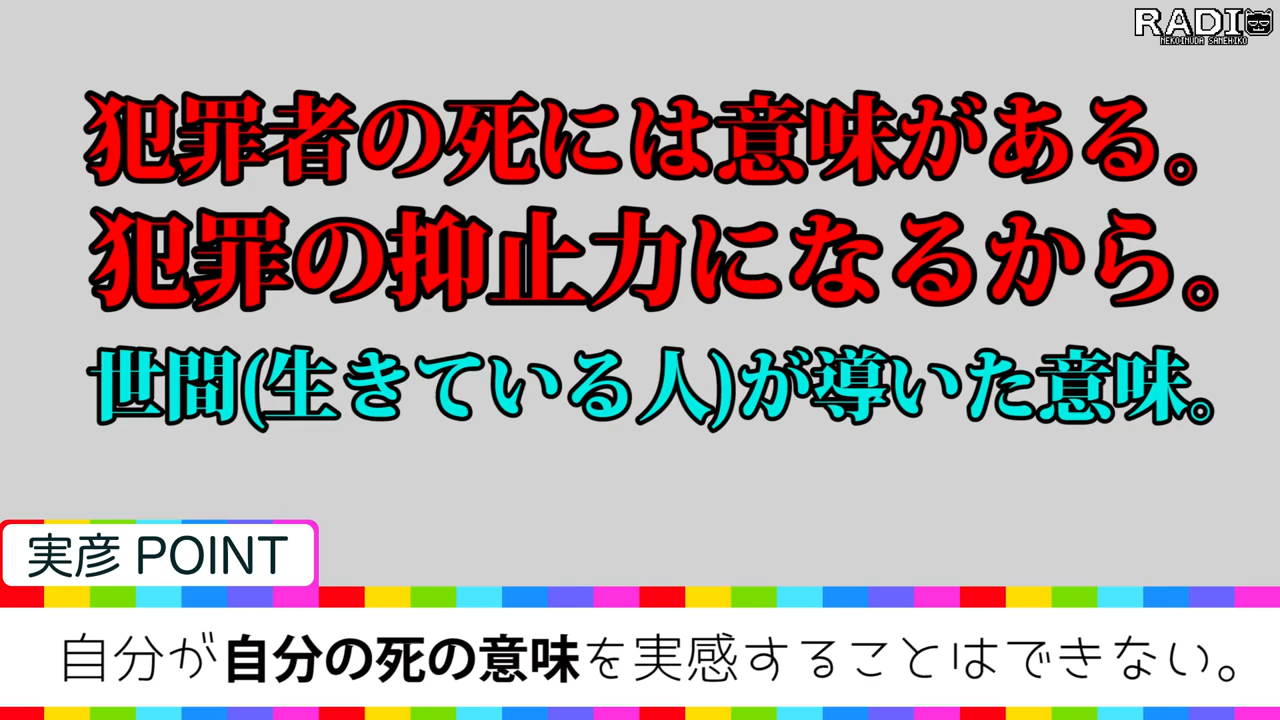 RADIO
NEKOINUDA SANEHIKO
犯罪者の死には意味がある。
犯罪の抑止力になるから。
世間(生きている人)が導いた意味。
実彦 POINT
自分が自分の死の意味を実感することはできない。